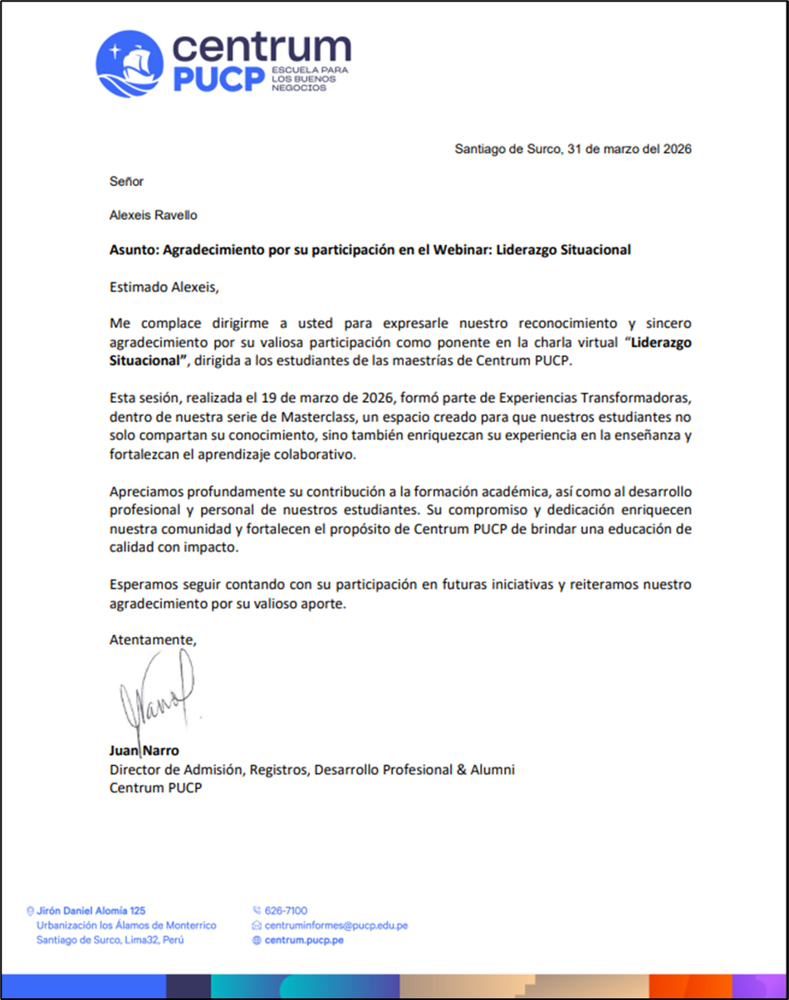 centrum
PUCP ESCUELA PARA
LOS BUENOS
NEGOCIOS
Santiago de Surco, 31 de marzo del 2026
Señor
Alexeis Ravello
Asunto: Agradecimiento por su participación en el Webinar: Liderazgo Situacional
Estimado Alexeis,
Me complace dirigirme a usted para expresarle nuestro reconocimiento y sincero
agradecimiento por su valiosa participación como ponente en la charla virtual “Liderazgo
Situacional”, dirigida a los estudiantes de las maestrías de Centrum PUCP.
Esta sesión, realizada el 19 de marzo de 2026, formó parte de Experiencias Transformadoras,
dentro de nuestra serie de Masterclass, un espacio creado para que nuestros estudiantes no
solo compartan su conocimiento, sino también enriquezcan su experiencia en la enseñanza y
fortalezcan el aprendizaje colaborativo.
Apreciamos profundamente su contribución a la formación académica, así como al desarrollo
profesional y personal de nuestros estudiantes. Su compromiso y dedicación enriquecen
nuestra comunidad y fortalecen el propósito de Centrum PUCP de brindar una educación de
calidad con impacto.
Esperamos seguir contando con su participación en futuras iniciativas y reiteramos nuestro
agradecimiento por su valioso aporte.
Atentamente,
Juan Narro
Director de Admisión, Registros, Desarrollo Profesional & Alumni
Centrum PUCP
Jirón Daniel Alomía 125
Urbanización los Álamos de Monterrico
Santiago de Surco, Lima32, Perú
626-7100
centruminformes@pucp.edu.pe
centrum.pucp.pe